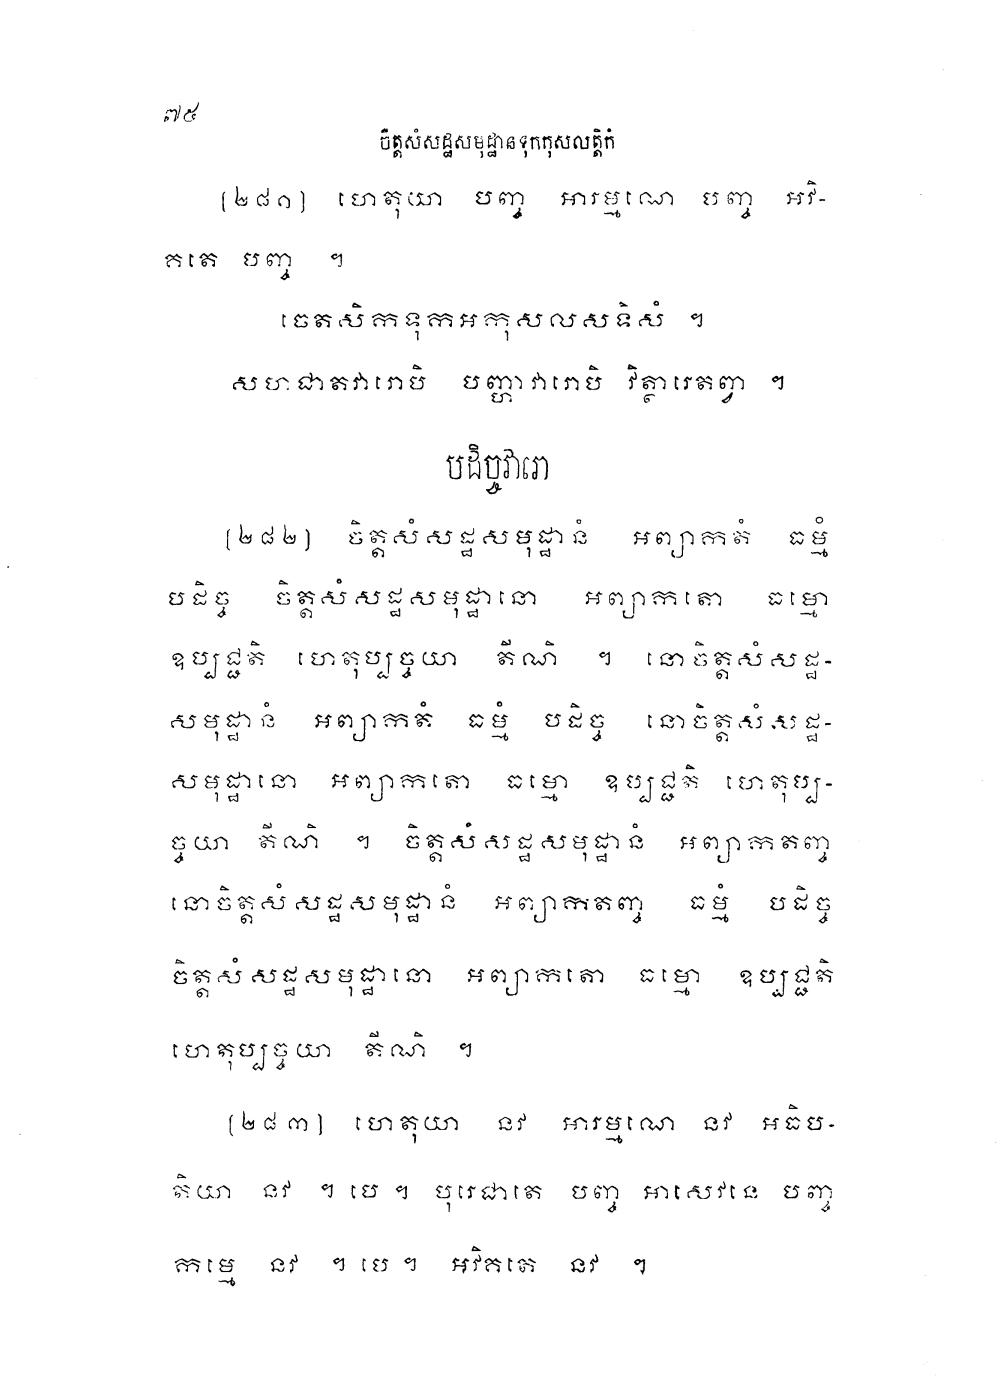 ៧៥
ចិត្តសំសដ្ឋសមុដ្ឋានទុកកុសលត្តិកំ
(២៨១) ហេតុយា បញ្ច អារម្មណេ បញ្ច អវិ-
កតេ បញ្ច ។
ចេតសិកទុកអកុសលសទិសំ ។
សហជាតវារោបិ បញ្ហាវារោបិ វិត្ថារេតព្វា ។
បដិច្ចវារោ
(២៨២) ចិត្តសំសដ្ឋសមុដ្ឋានំ អព្យាកតំ ធម្មំ
បដិច្ច ចិត្តសំសដ្ឋសមុដ្ឋានោ អព្យាកតោ ធម្មោ
ឧប្បជ្ជតិ ហេតុប្បច្ចយា តីណិ ។ នោចិត្តសំសដ្ឋ-
សមុដ្ឋានំ អព្យាកតំ ធម្មំ បដិច្ច នោចិត្តសំសដ្ឋ-
សមុដ្ឋានោ អព្យាកតោ ធម្មោ ឧប្បជ្ជតិ ហេតុប្ប-
ច្ចយា តីណិ ។ ចិត្តសំសដ្ឋសមុដ្ឋានំ អព្យាកតញ្ច
នោចិត្តសំសដ្ឋសមុដ្ឋានំ អព្យាកតញ្ច ធម្មំ បដិច្ច
ចិត្តសំសដ្ឋសមុដ្ឋានោ អព្យាកតោ ធម្មោ ឧប្បជ្ជតិ
ហេតុប្បច្ចយា តីណិ ។
(២៨៣) ហេតុយា នវ អារម្មណេ នវ អធិប-
តិយា នវ ។ បេ ។ បុរេជាតេ បញ្ច អាសេវនេ បញ្ច
កម្មេ នវ ។ បេ ។ អវិកតេ នវ ។